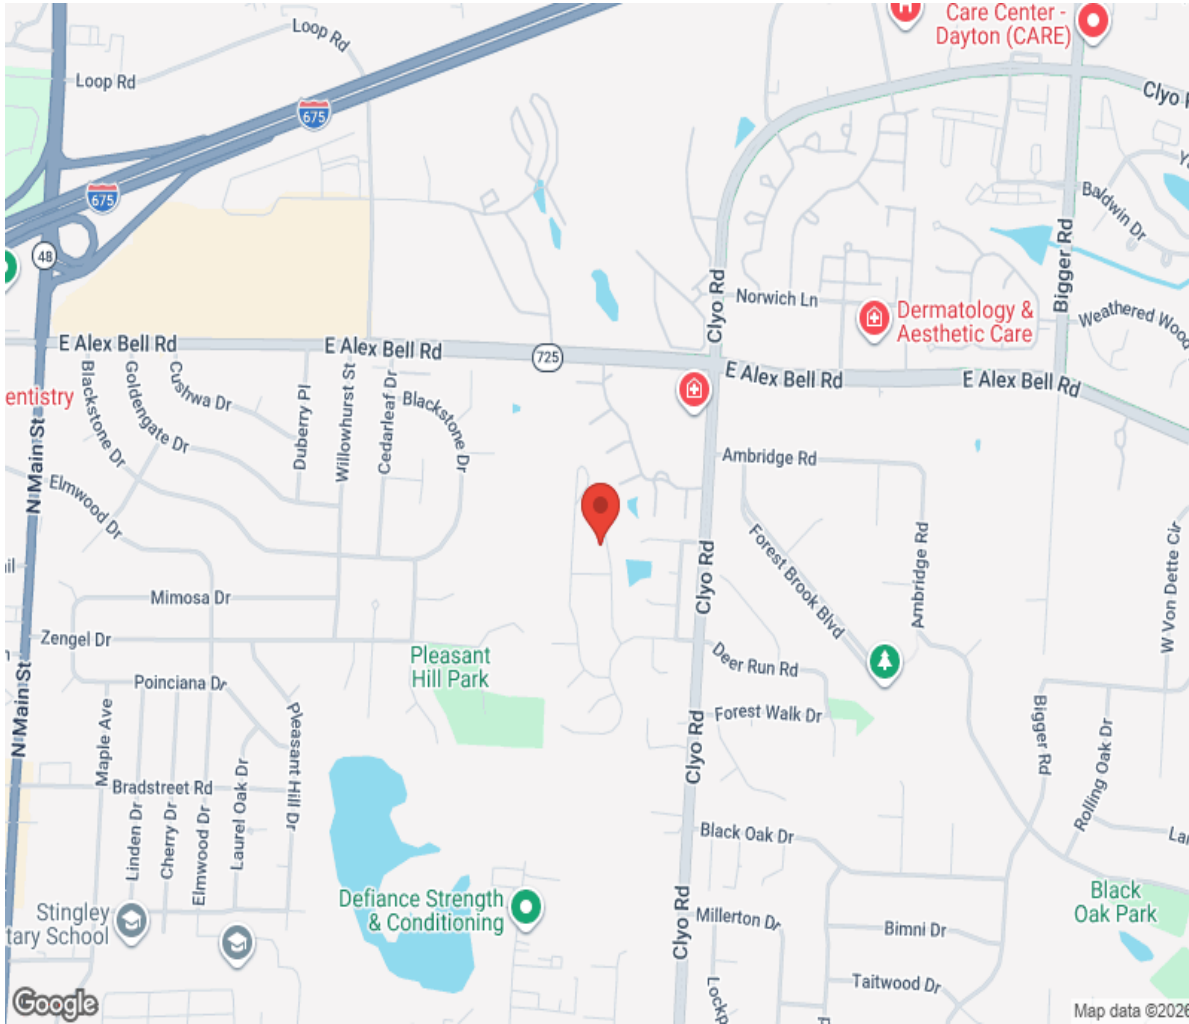 Loop Rd
Loop Rd
675
675
48
Care Center -
Dayton (CARE)
Clyo
Baldwin Dr
Bigger Rd
Weathered Wood
Norwich Ln
Clyo Rd
Dermatology &
Aesthetic Care
E Alex Bell Rd
E Alex Bell Rd
725
E Alex Bell Rd
E Alex Bell Rd
entistry
N Main St
Blackstone Dr
Goldengate Dr
Cushwa Dr
Duberry Pl
Willowhurst St
Cedarleaf Dr
Blackstone Dr
Elmwood Dr
Ambridge Rd
Forest Brook Blvd
Ambridge Rd
W Von Dette Cir
Clyo Rd
Mimosa Dr
Zengel Dr
Pleasant
Hill Park
Deer Run Rd
Poinciana Dr
N Main St
Maple Ave
Pleasant Hill Dr
Forest Walk Dr
Clyo Rd
Bigger Rd
Rolling Oak Dr
Bradstreet Rd
Linden Dr
Cherry Dr
Elmwood Dr
Laurel Oak Dr
Black Oak Dr
Defiance Strength
& Conditioning
Stingley
tary School
Clyo Rd
Millerton Dr
Bimni Dr
Black
Oak Park
Taitwood Dr
Lockp
Google
Map data ©2026